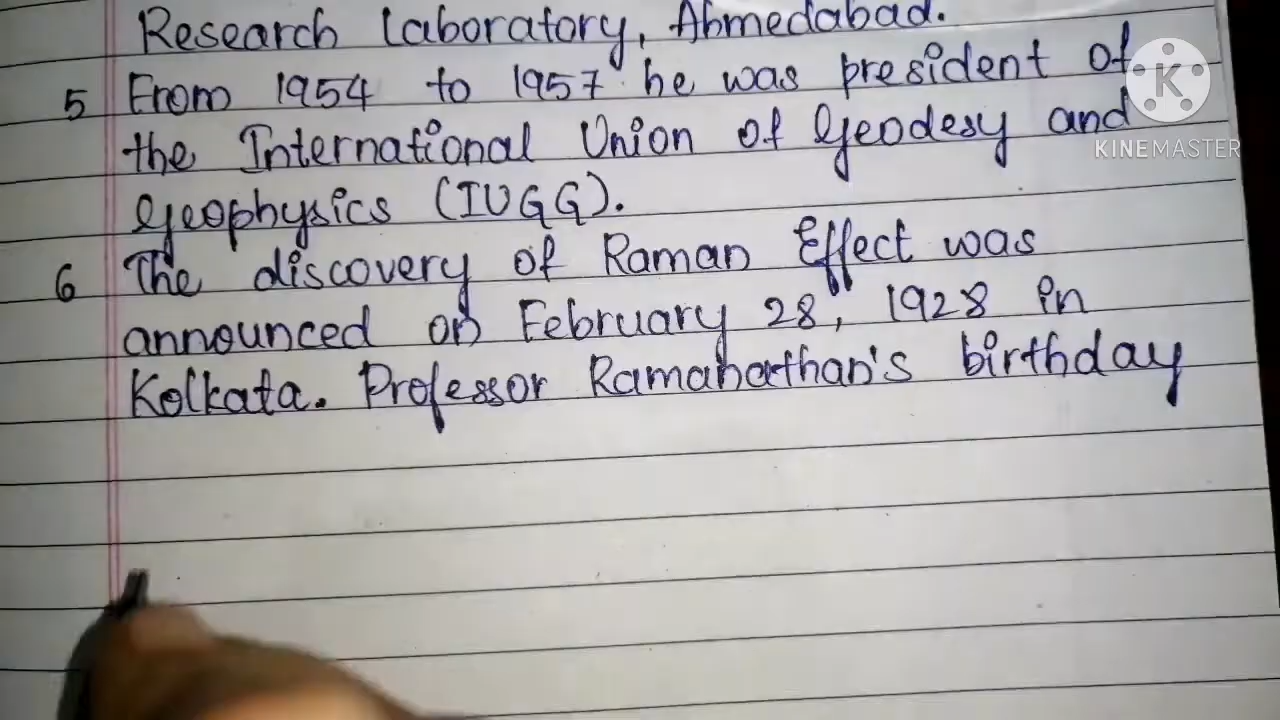 Research Laboratory, Ahmedabad.
5 From 1954 to 1957 he was president of
the International Union of Geodesy and
Geophysics (IUGG).
6 The discovery of Raman Effect was
announced on February 28, 1928 in
Kolkata. Professor Ramanathan's birthday
K
KINEMASTER